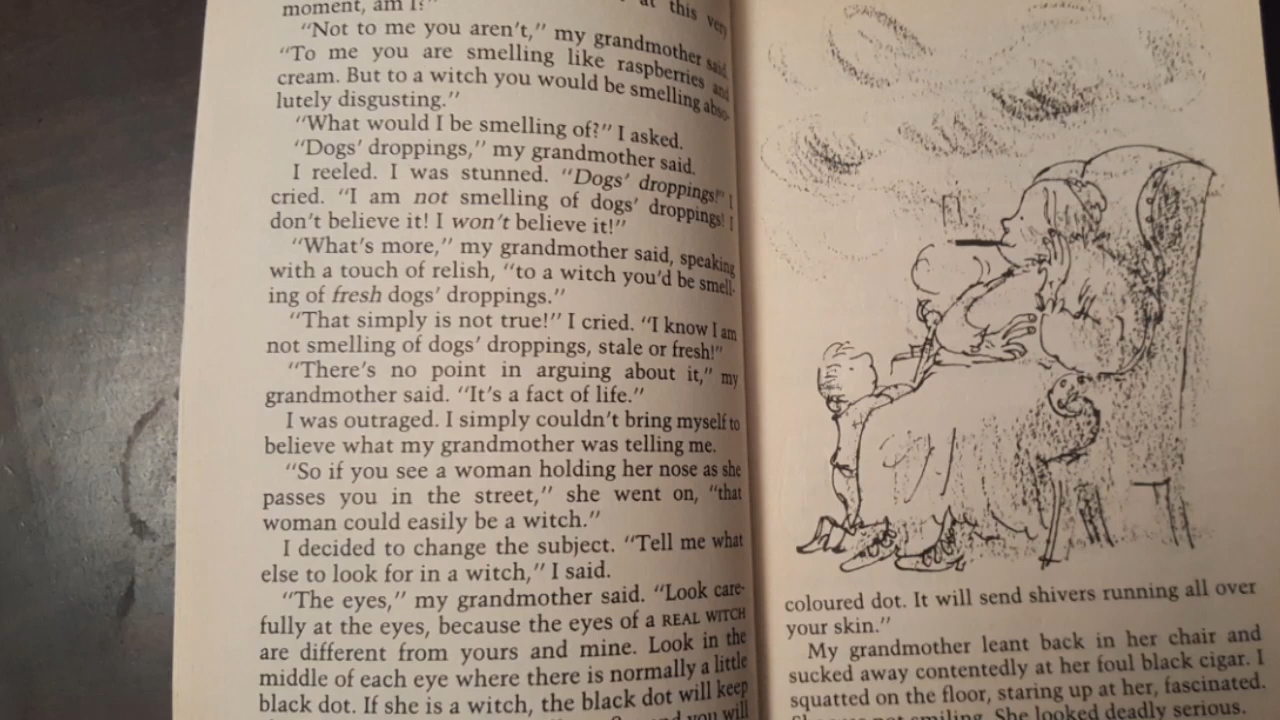 moment, am I?" at this very
"Not to me you aren't," my grandmother said.
"To me you are smelling like raspberries and
cream. But to a witch you would be smelling abso-
lutely disgusting."
"What would I be smelling of?" I asked.
"Dogs' droppings," my grandmother said.
I reeled. I was stunned. "Dogs' droppings!" I
cried. "I am not smelling of dogs' droppings! I
don't believe it! I won't believe it!"
"What's more," my grandmother said, speaking
with a touch of relish, "to a witch you'd be smell-
ing of fresh dogs' droppings."
"That simply is not true!" I cried. "I know I am
not smelling of dogs' droppings, stale or fresh!"
"There's no point in arguing about it," my
grandmother said. "It's a fact of life."
I was outraged. I simply couldn't bring myself to
believe what my grandmother was telling me.
"So if you see a woman holding her nose as she
passes you in the street," she went on, "that
woman could easily be a witch."
I decided to change the subject. "Tell me what
else to look for in a witch," I said.
"The eyes," my grandmother said. "Look care-
fully at the eyes, because the eyes of a REAL WITCH
are different from yours and mine. Look in the
middle of each eye where there is normally a little
black dot. If she is a witch, the black dot will keep
and you will
coloured dot. It will send shivers running all over
your skin."
My grandmother leant back in her chair and
sucked away contentedly at her foul black cigar. I
squatted on the floor, staring up at her, fascinated.
not smiling. She looked deadly serious.